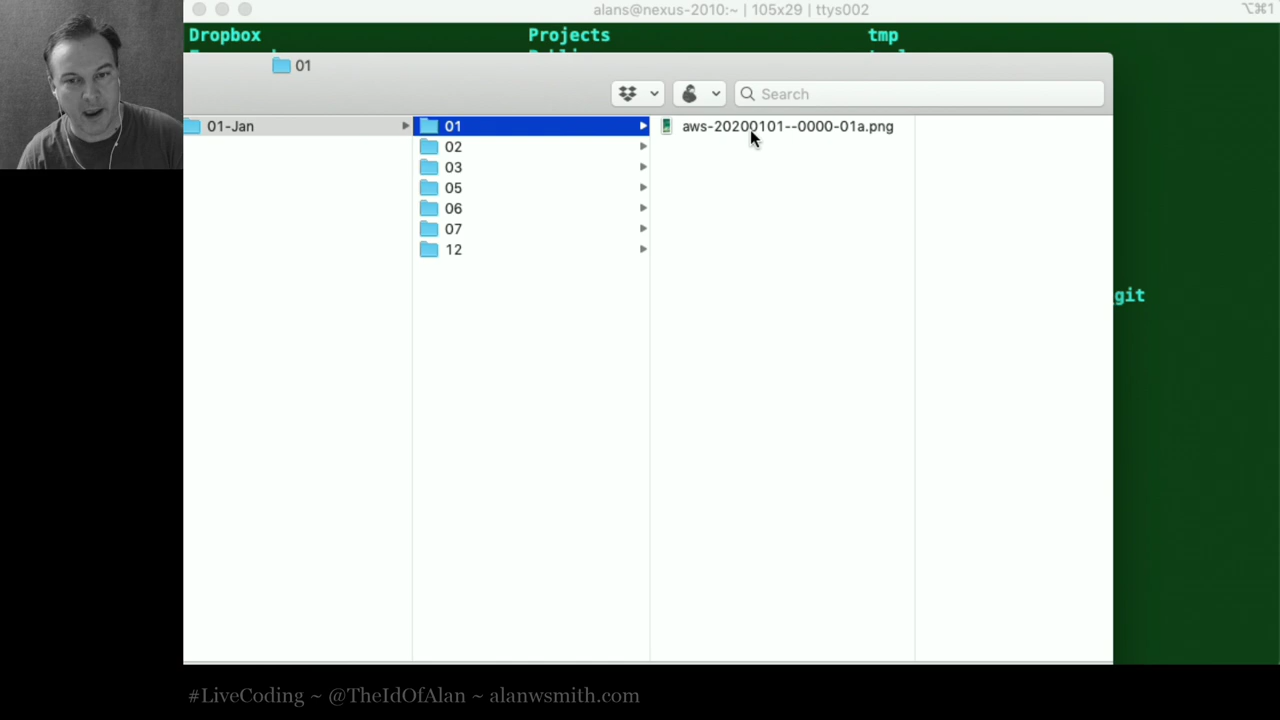 alans@nexus-2010:~ | 105x29 | ttys002
⌥⌘1
Dropbox
Projects
tmp
01
Search
01-Jan
01
aws-20200101--0000-01a.png
02
03
05
06
07
12
git
#LiveCoding ~ @TheIdOfAlan ~ alanwsmith.com